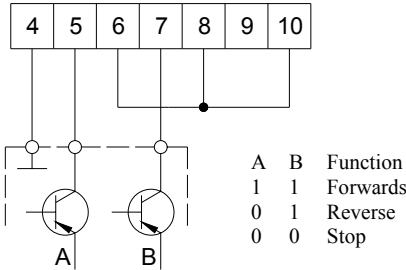 4 5 6 7 8 9 10
A B Function
1 1 Forwards
0 1 Reverse
0 0 Stop
A B